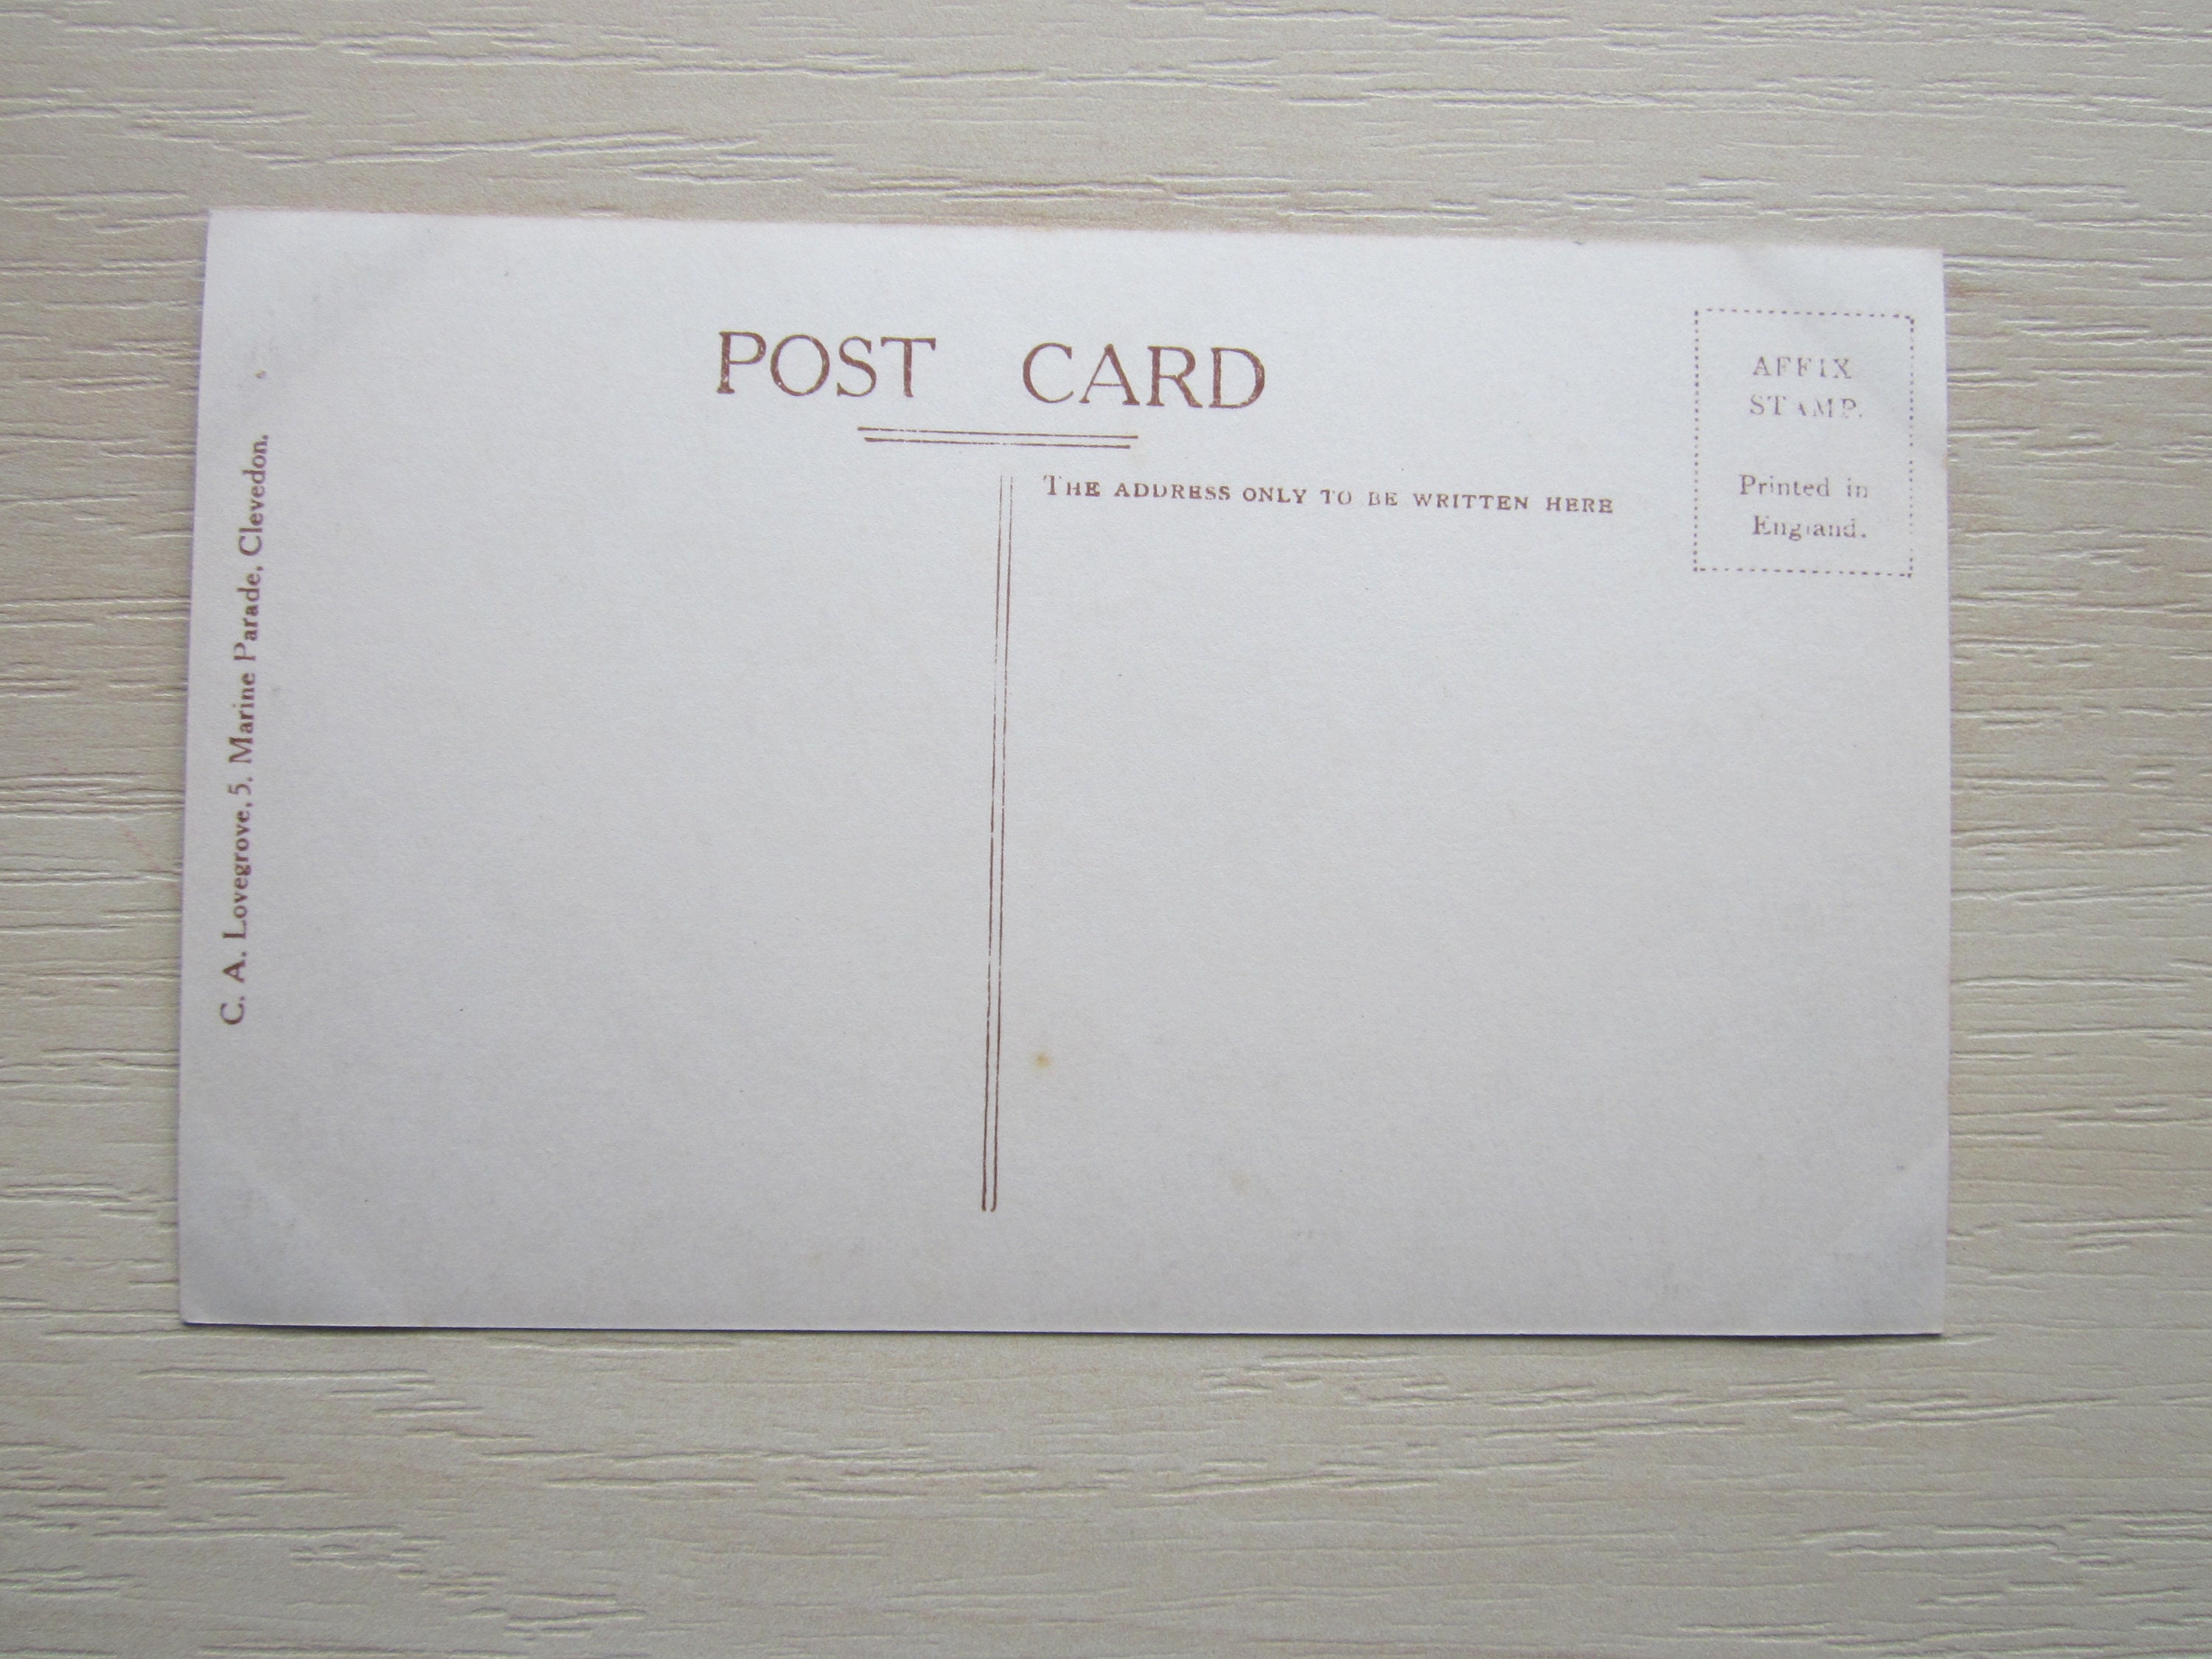 POST CARD
THE ADDRESS ONLY TO BE WRITTEN HERE
AFFIX
STAMP.
Printed in
England.
C. A. Lovegrove, 5. Marine Parade, Clevedon.